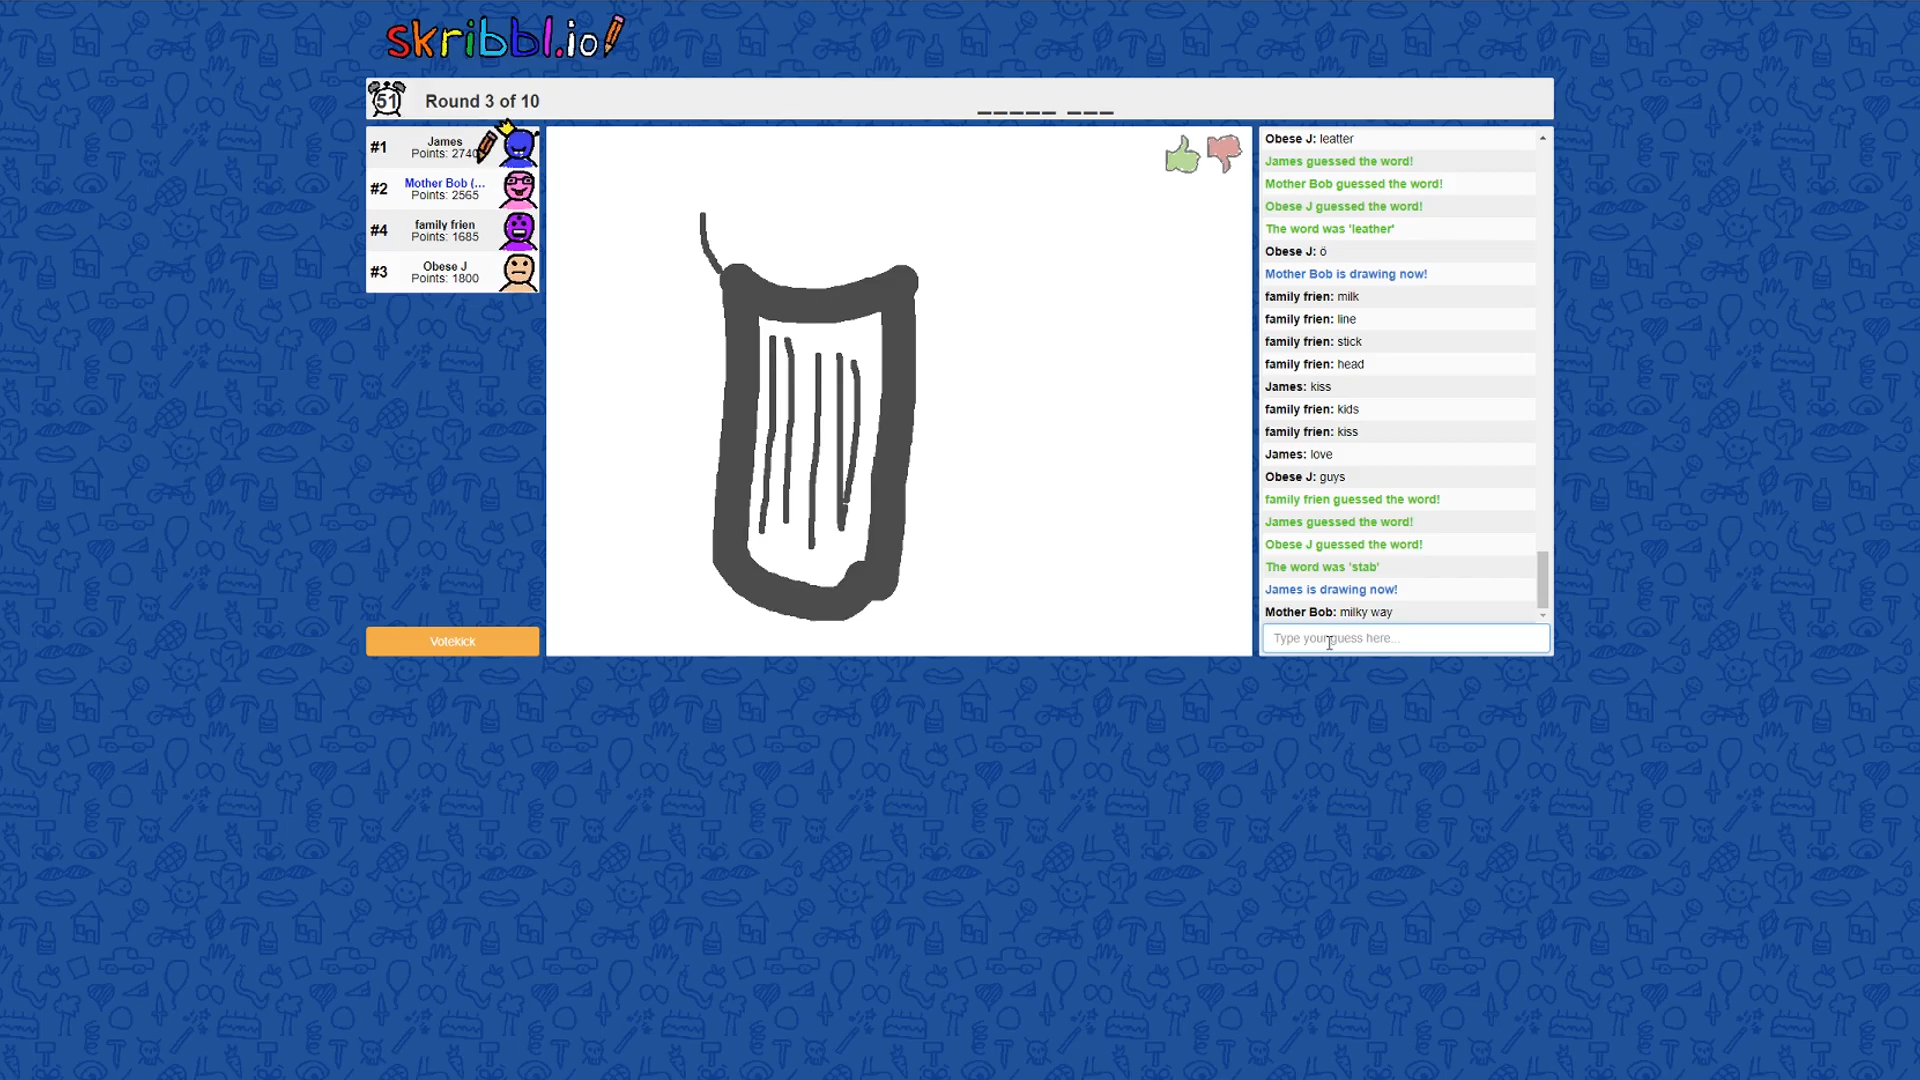 skribbl.io
51
Round 3 of 10
_____ ___
#1
James
Points: 2740
#2
Mother Bob (...
Points: 2565
#4
family frien
Points: 1685
#3
Obese J
Points: 1800
Votekick
Obese J: leatter
James guessed the word!
Mother Bob guessed the word!
Obese J guessed the word!
The word was 'leather'
Obese J: ö
Mother Bob is drawing now!
family frien: milk
family frien: line
family frien: stick
family frien: head
James: kiss
family frien: kids
family frien: kiss
James: love
Obese J: guys
family frien guessed the word!
James guessed the word!
Obese J guessed the word!
The word was 'stab'
James is drawing now!
Mother Bob: milky way
Type your guess here...